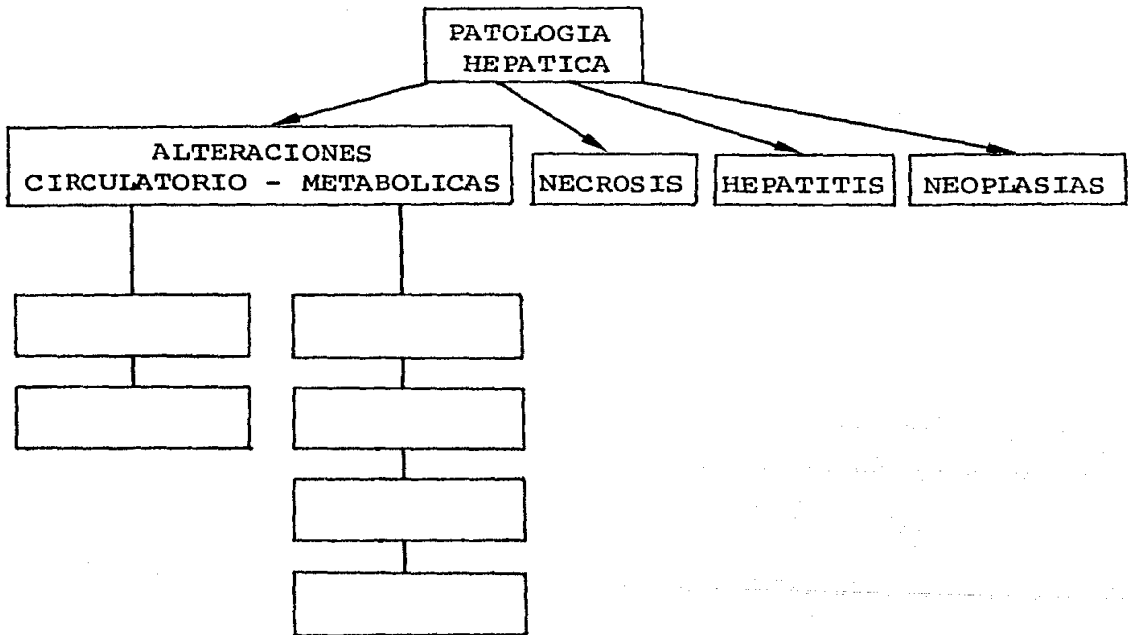 PATOLOGIA
HEPATICA
ALTERACIONES
CIRCULATORIO - METABOLICAS
NECROSIS
HEPATITIS
NEOPLASIAS